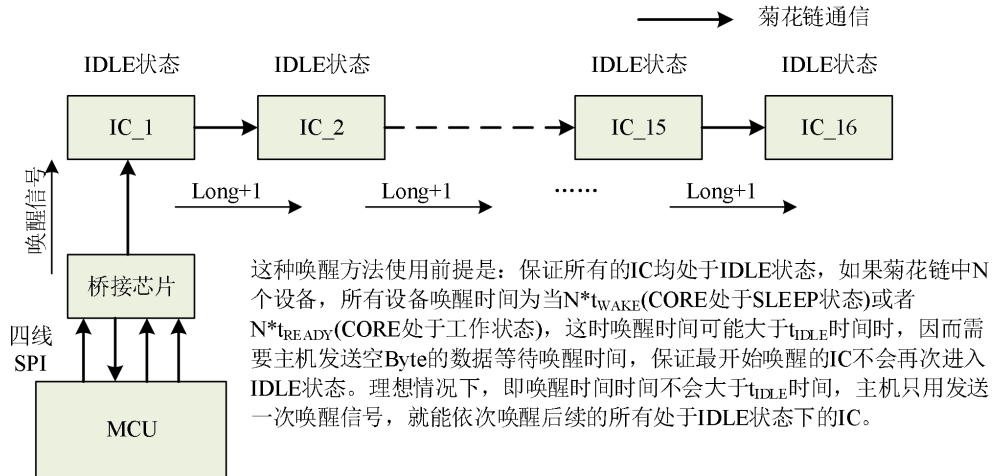 菊花链通信
IDLE状态 IDLE状态 IDLE状态 IDLE状态
IC_1 IC_2 IC_15 IC_16
唤醒信号
Long+1 Long+1 …… Long+1
桥接芯片
四线
SPI
MCU
这种唤醒方法使用前提是：保证所有的IC均处于IDLE状态，如果菊花链中N
个设备，所有设备唤醒时间为当N*tWAKE(CORE处于SLEEP状态)或者
N*tREADY(CORE处于工作状态)，这时唤醒时间可能大于tIDLE时间时，因而需
要主机发送空Byte的数据等待唤醒时间，保证最开始唤醒的IC不会再次进入
IDLE状态。理想情况下，即唤醒时间时间不会大于tIDLE时间，主机只用发送
一次唤醒信号，就能依次唤醒后续的所有处于IDLE状态下的IC。